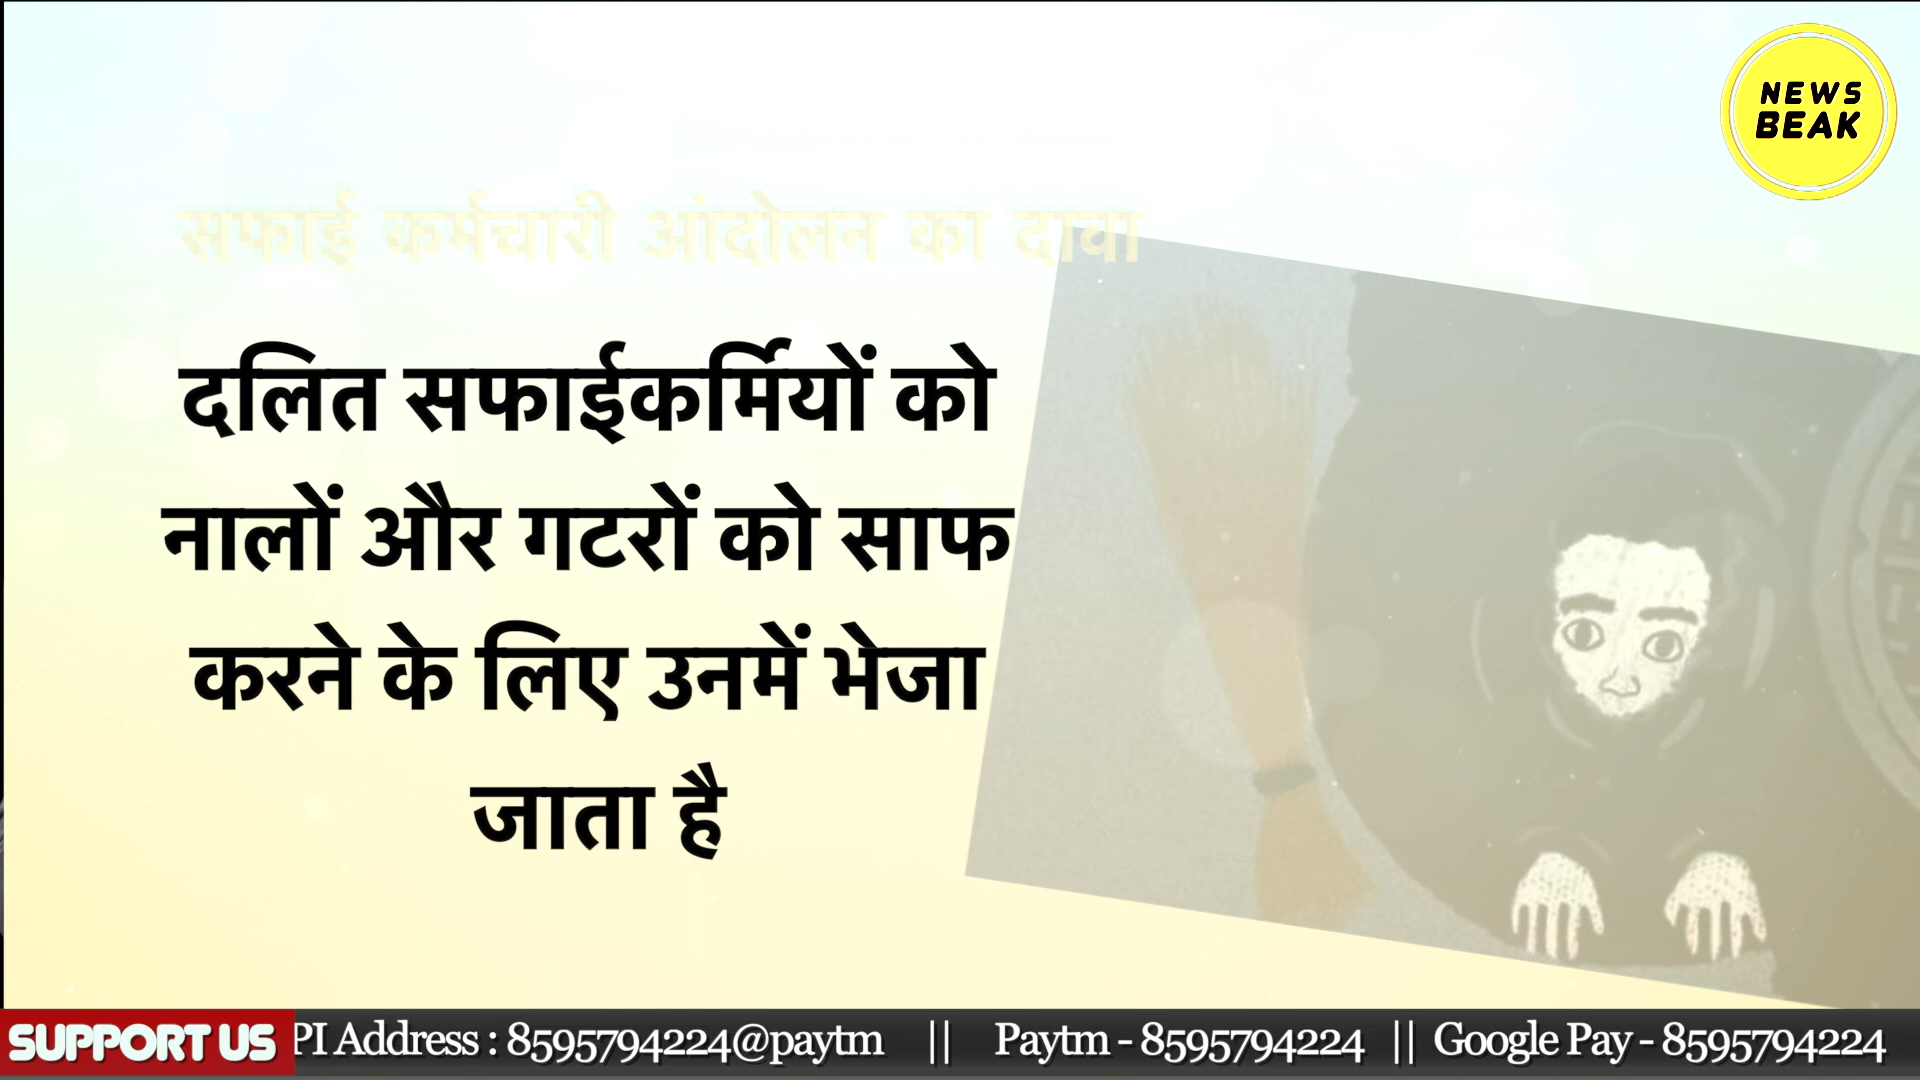 NEWS
BEAK
सफाई कर्मचारी आंदोलन का दावा
दलित सफाईकर्मियों को
नालों और गटरों को साफ
करने के लिए उनमें भेजा
जाता है
SUPPORT US PI Address : 8595794224@paytm || Paytm - 8595794224 || Google Pay - 8595794224